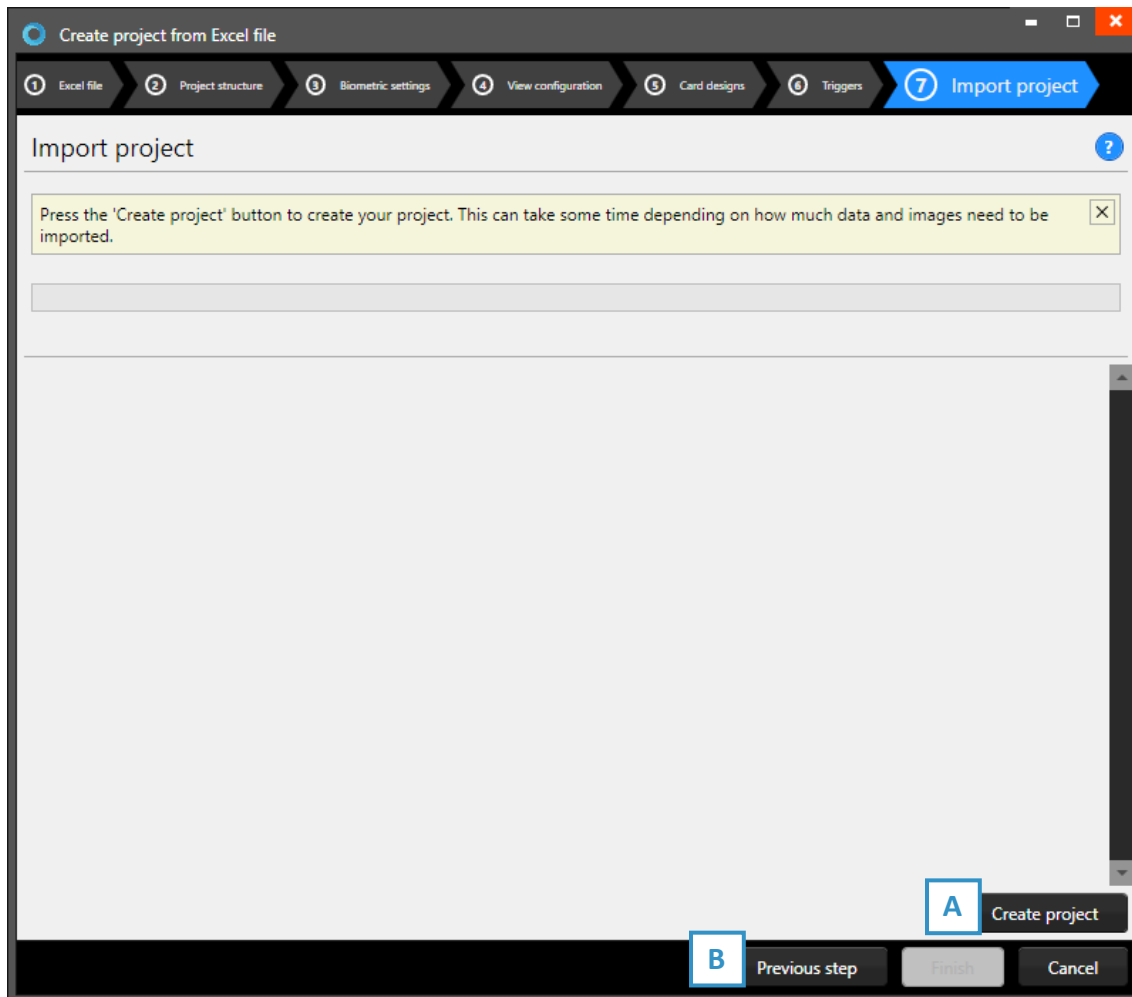 Create project from Excel file
1 Excel file 2 Project structure 3 Biometric settings 4 View configuration 5 Card designs 6 Triggers 7 Import project
Import project
?
Press the 'Create project' button to create your project. This can take some time depending on how much data and images need to be
imported.
A Create project
B Previous step Finish Cancel